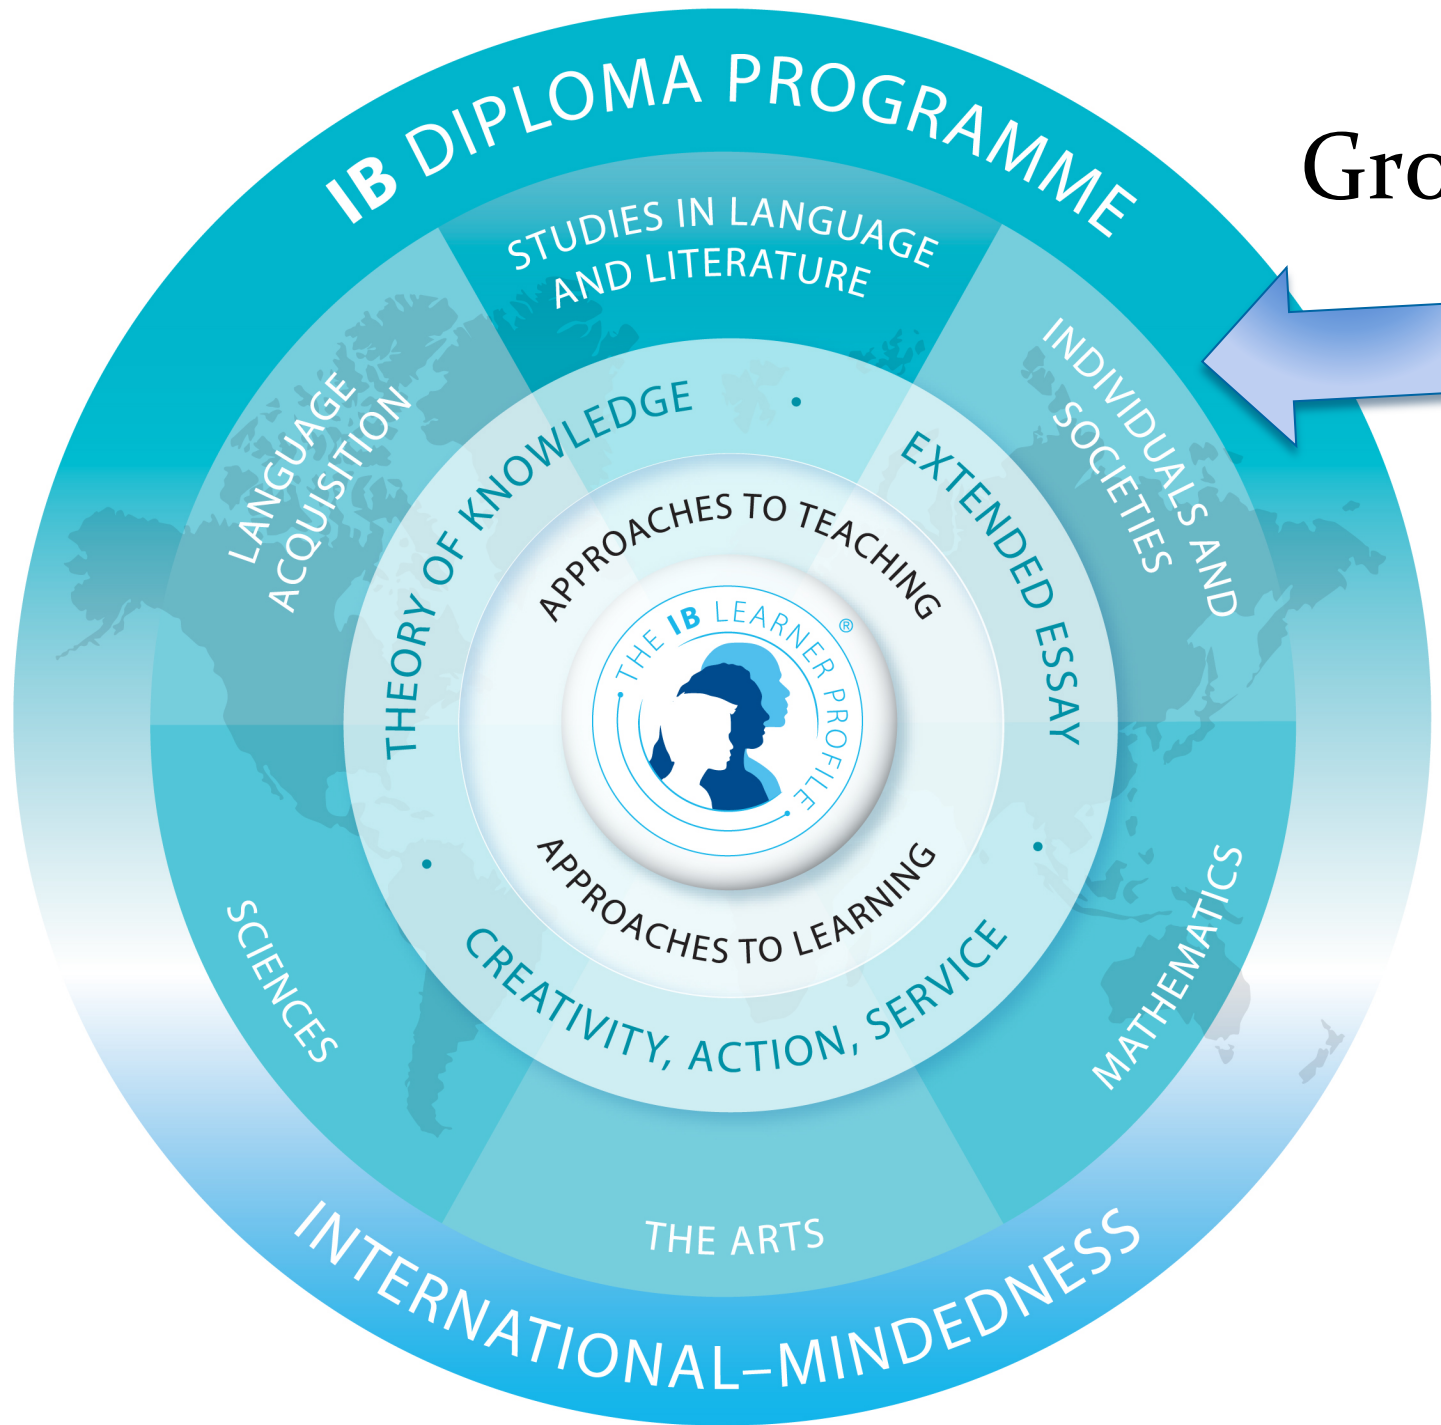 IB DIPLOMA PROGRAMME
Gro
STUDIES IN LANGUAGE
AND LITERATURE
LANGUAGE
ACQUISITION
INDIVIDUALS AND
SOCIETIES
THEORY OF KNOWLEDGE
•
EXTENDED ESSAY
APPROACHES TO TEACHING
THE IB LEARNER PROFILE ®
APPROACHES TO LEARNING
•
•
CREATIVITY, ACTION, SERVICE
SCIENCES
MATHEMATICS
THE ARTS
INTERNATIONAL–MINDEDNESS